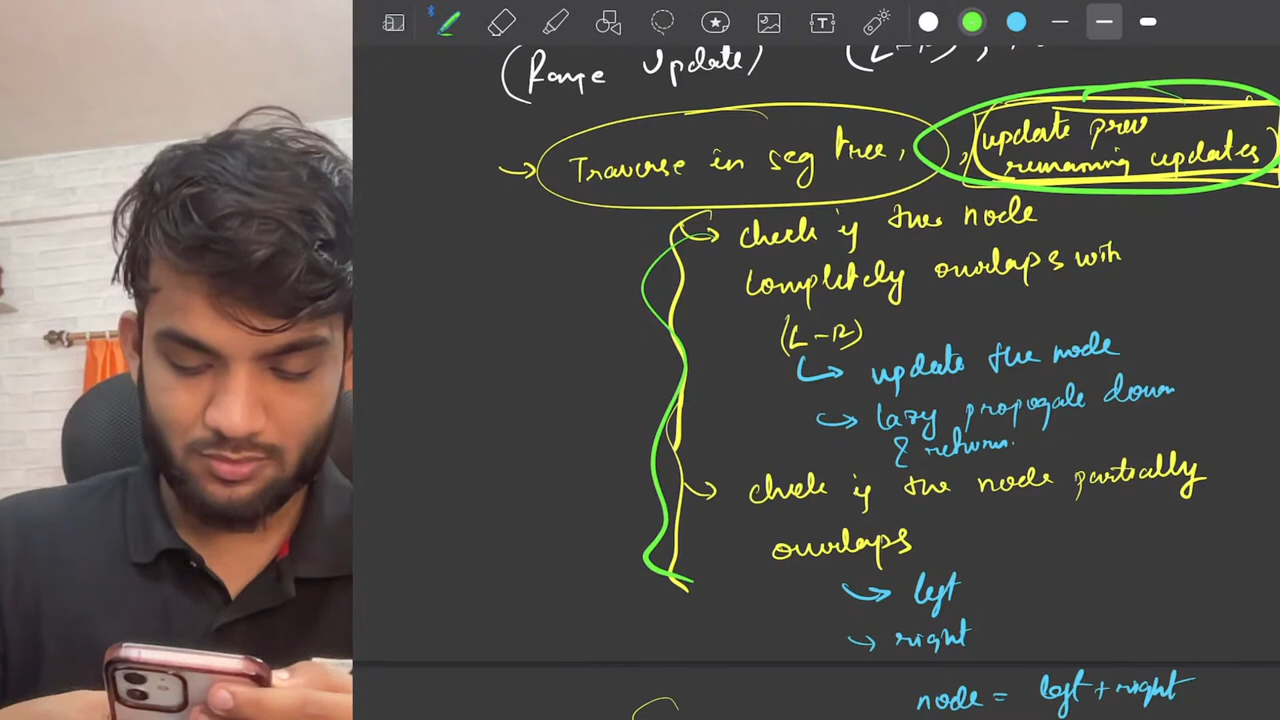 (Range Update)
→ Traverse in seg tree,
, update prev
remaining updates
→ check if the node
completely overlaps with
(L-R)
→ update the node
→ lazy propogate down
& return.
→ check if the node partially
overlaps
→ left
→ right
node = left + right